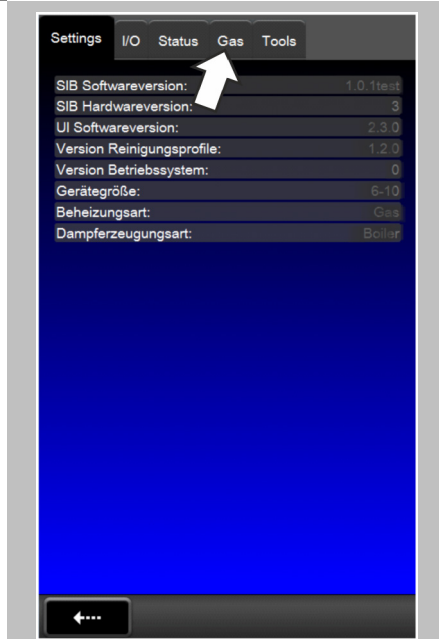 Settings I/O Status Gas Tools
SIB Softwareversion: 1.0.1test
SIB Hardwareversion: 3
UI Softwareversion: 2.3.0
Version Reinigungsprofile: 1.2.0
Version Betriebssystem: 0
Gerätegröße: 6-10
Beheizungsart: Gas
Dampferzeugungsart: Boiler